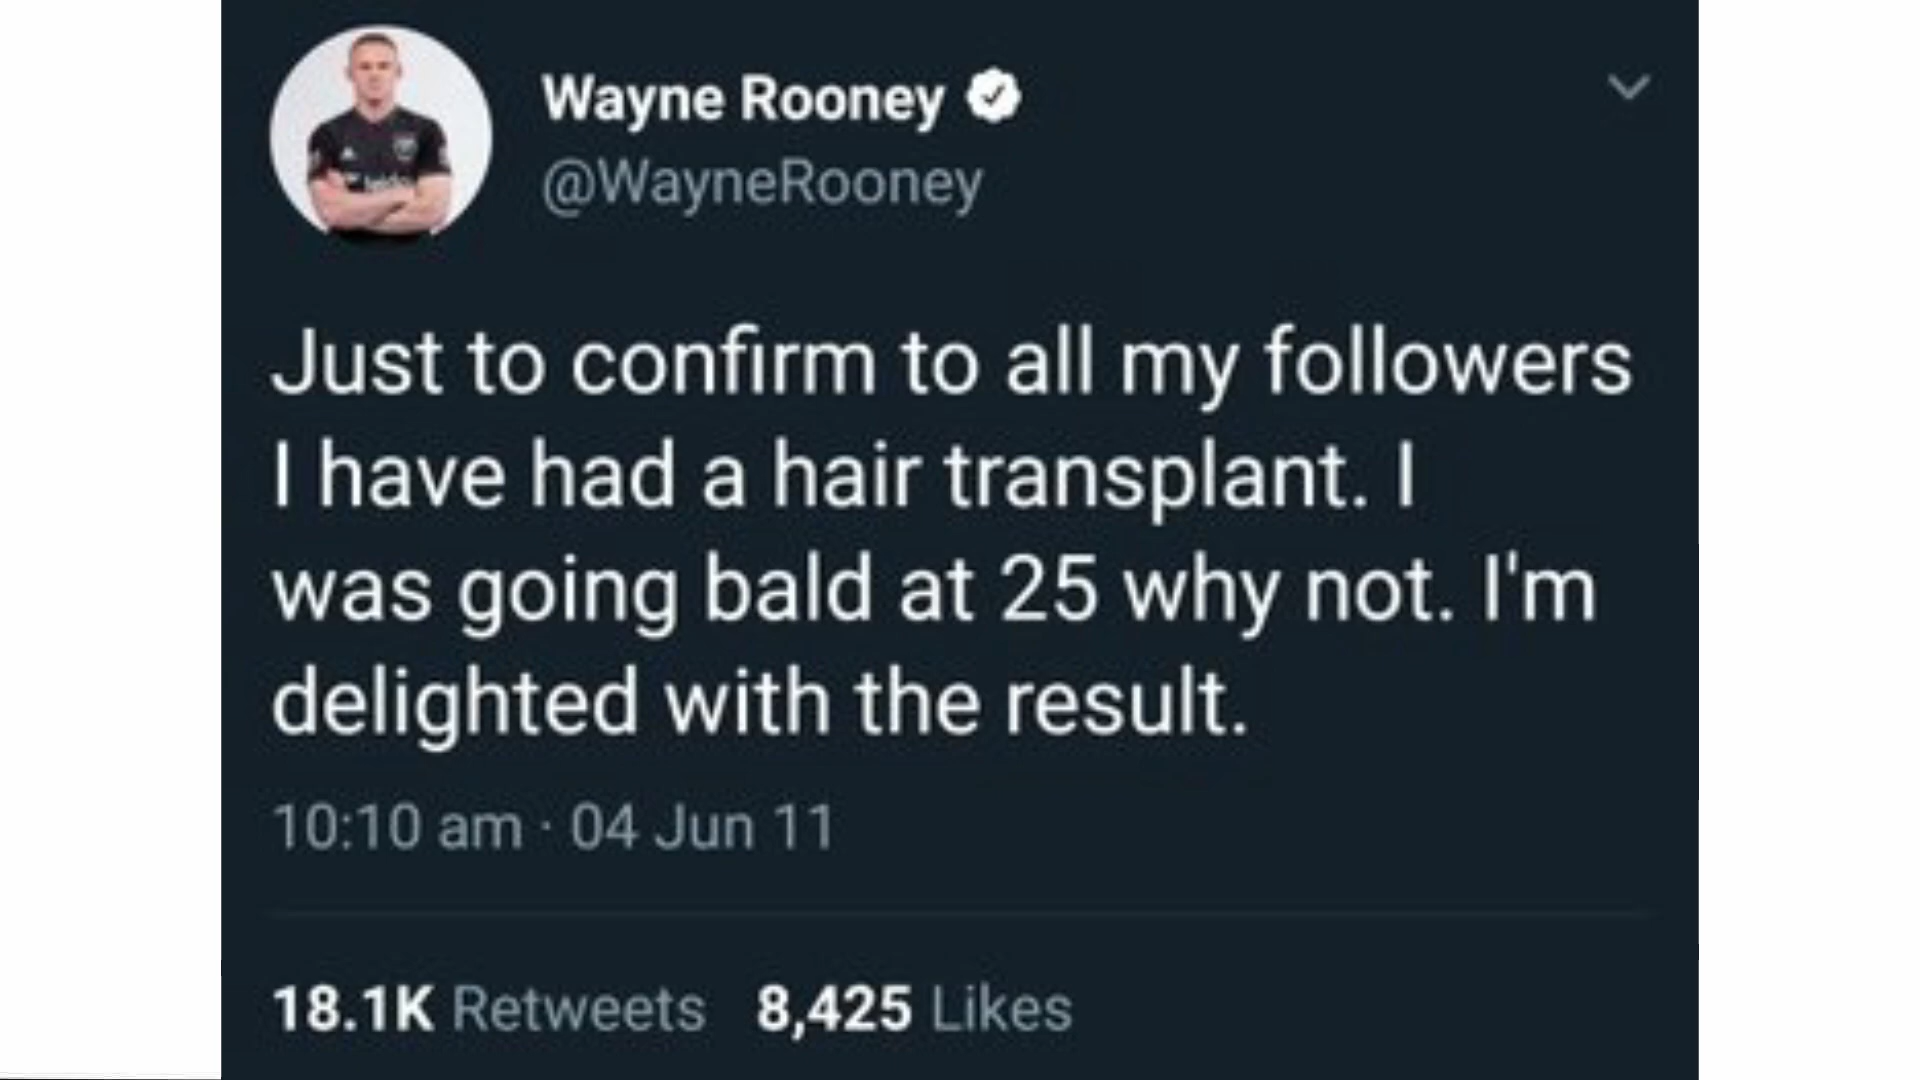 Wayne Rooney
@WayneRooney
Just to confirm to all my followers
I have had a hair transplant. I
was going bald at 25 why not. I'm
delighted with the result.
10:10 am · 04 Jun 11
18.1K Retweets 8,425 Likes